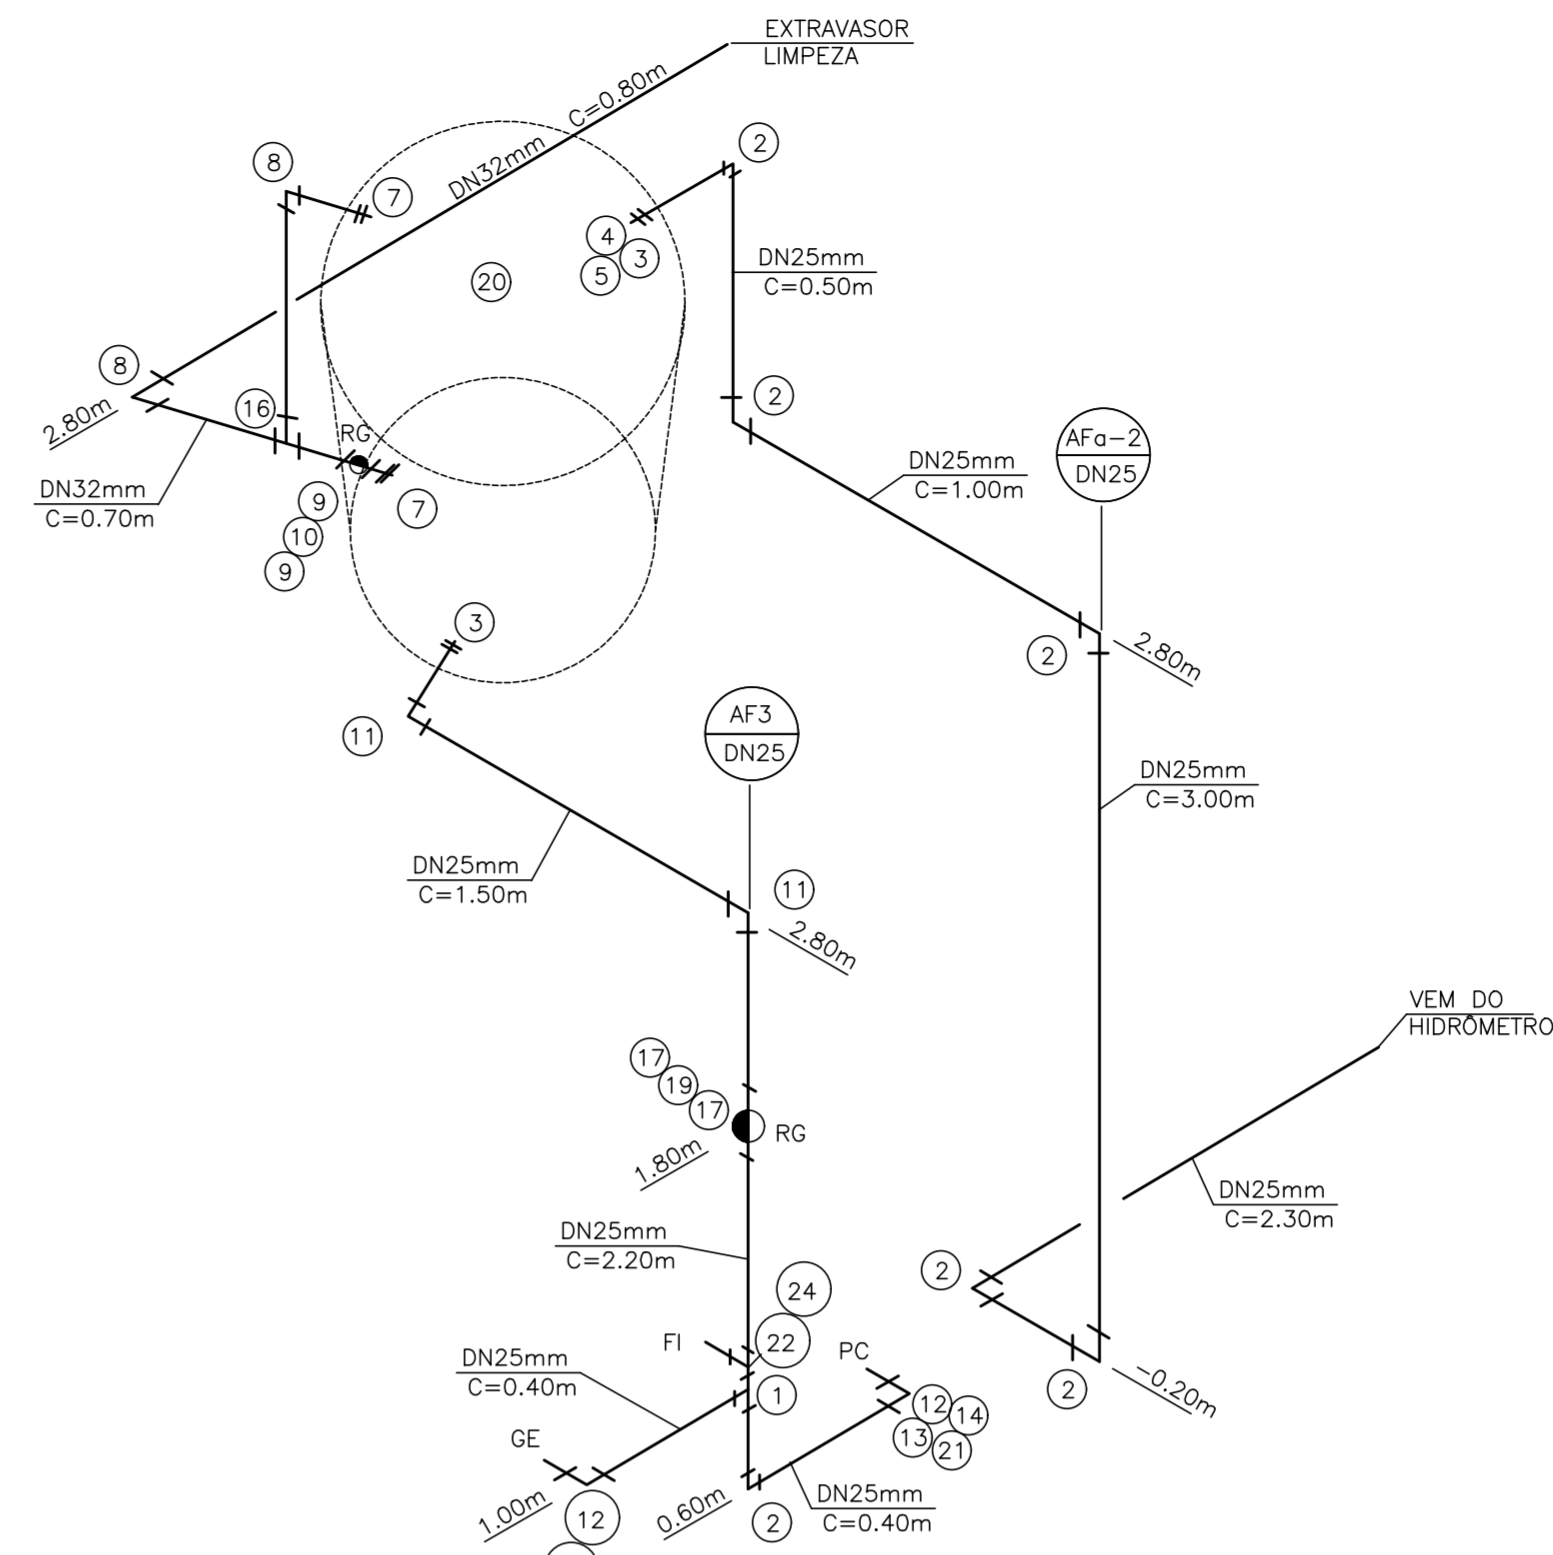 EXTRAVASOR
LIMPEZA
C=0.80m
DN32mm
8
7
2
4
3
5
20
DN25mm
C=0.50m
8
2.80m
16
RG
2
DN32mm
C=0.70m
9
10
9
7
DN25mm
C=1.00m
AFa-2
DN25
3
2
2.80m
11
AF3
DN25
DN25mm
C=3.00m
DN25mm
C=1.50m
11
2.80m
VEM DO
HIDRÔMETRO
17
19
17
RG
1.80m
DN25mm
C=2.30m
DN25mm
C=2.20m
2
24
22
FI
PC
DN25mm
C=0.40m
1
2
-0.20m
12
14
13
21
GE
1.00m
12
0.60m
2
DN25mm
C=0.40m